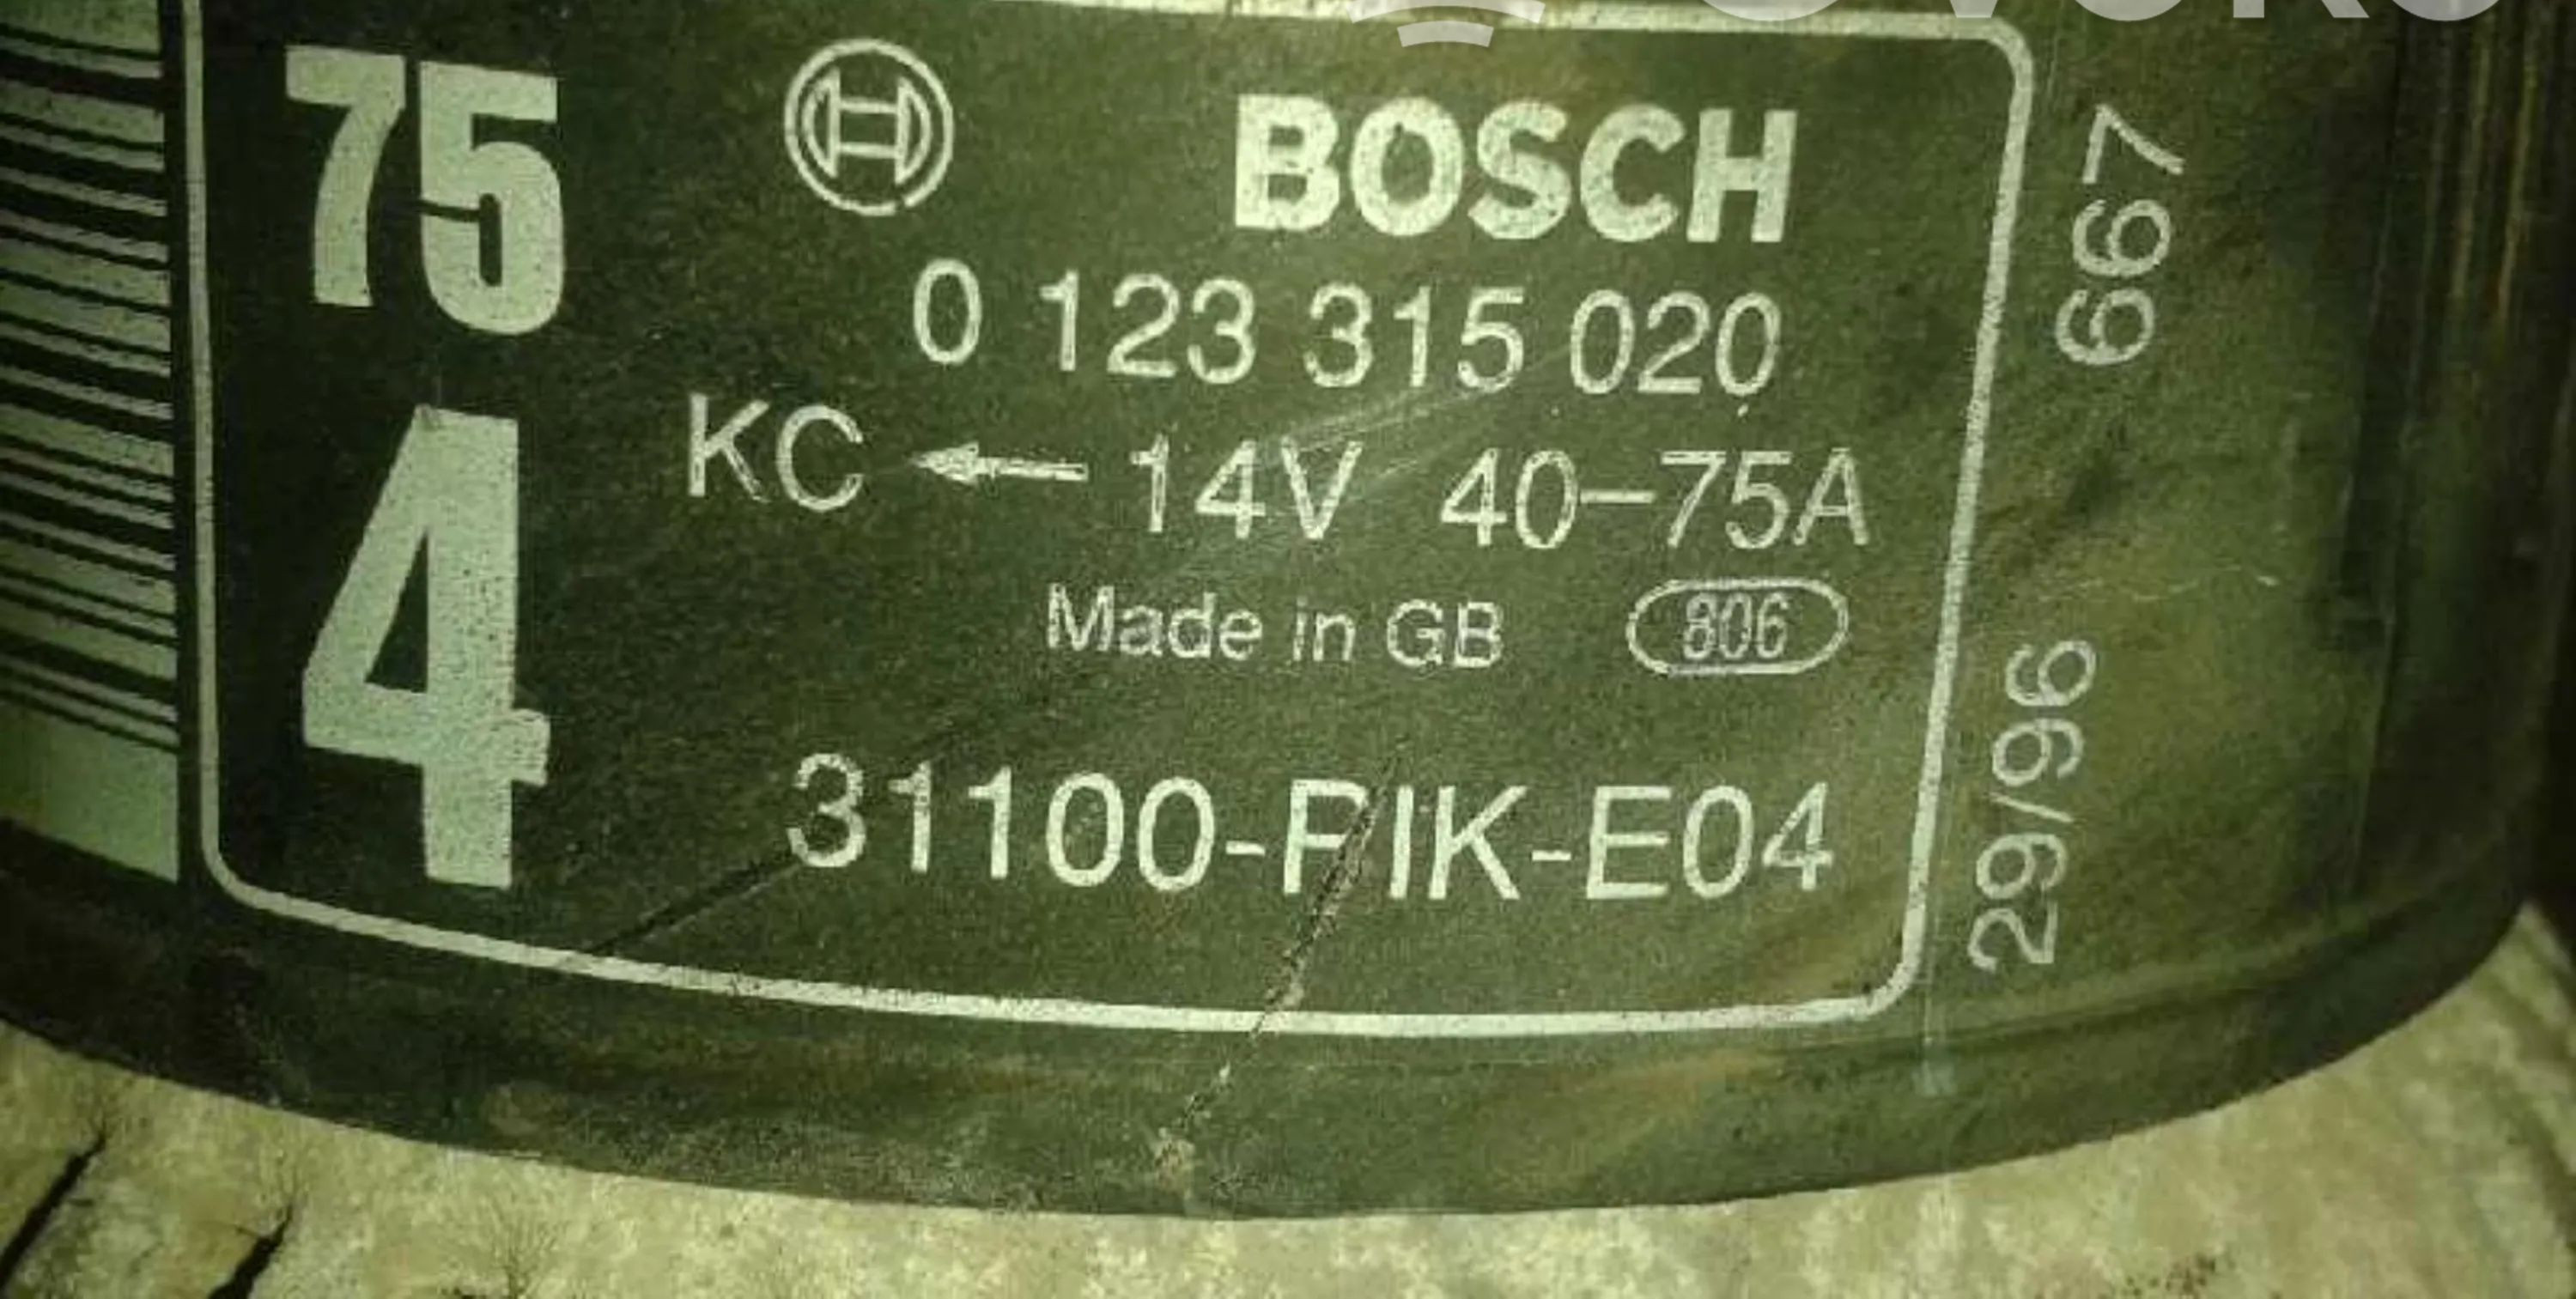 75
4
BOSCH
0 123 315 020
KC ← 14V 40-75A
Made in GB 806
31100-PIK-E04
667
29/96